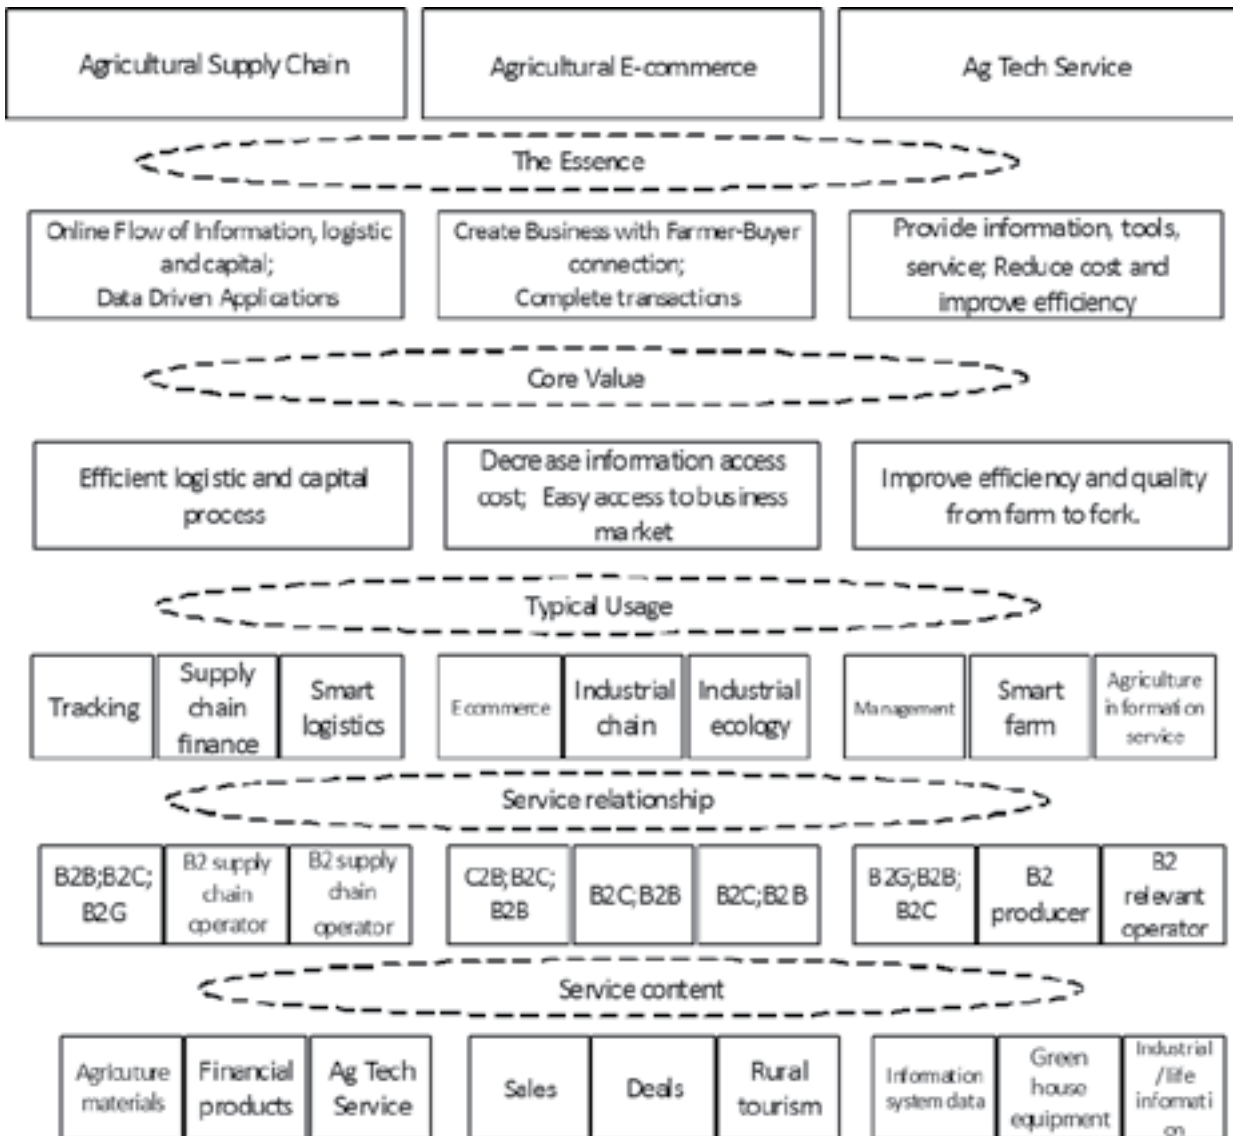 Agricultural Supply Chain
Agricultural E-commerce
Ag Tech Service
The Essence
Online Flow of Information, logistic
and capital;
Data Driven Applications
Create Business with Farmer-Buyer
connection;
Complete transactions
Provide information, tools,
service; Reduce cost and
improve efficiency
Core Value
Efficient logistic and capital
process
Decrease information access
cost; Easy access to business
market
Improve efficiency and quality
from farm to fork.
Typical Usage
Tracking
Supply
chain
finance
Smart
logistics
E commerce
Industrial
chain
Industrial
ecology
Management
Smart
farm
Agriculture
information
service
Service relationship
B2B;B2C;
B2G
B2 supply
chain
operator
B2 supply
chain
operator
C2B;B2C;
B2B
B2C;B2B
B2C;B2B
B2G;B2B;
B2C
B2
producer
B2
relevant
operator
Service content
Agricuture
materials
Financial
products
Ag Tech
Service
Sales
Deals
Rural
tourism
Information
system data
Green
house
equipment
Industrial
/life
informati
on